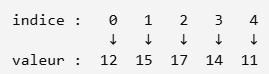 indice : 0 1 2 3 4
↓ ↓ ↓ ↓ ↓
valeur : 12 15 17 14 11